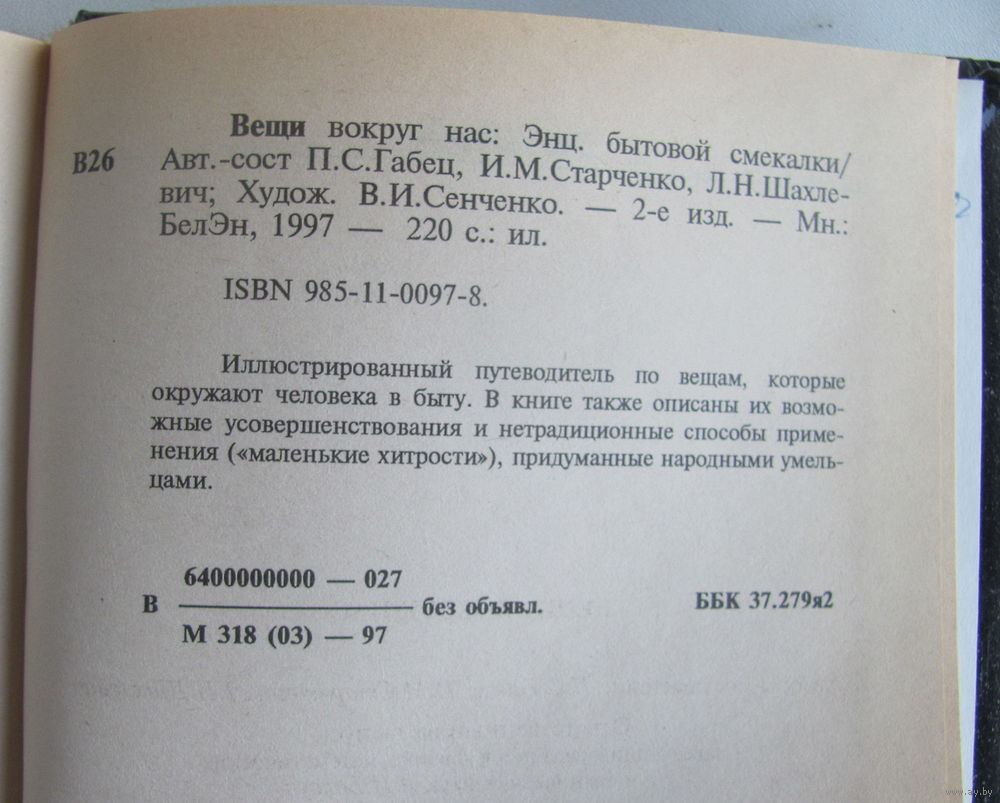 Вещи вокруг нас: Энц. бытовой смекалки/
В26 Авт.-сост П.С.Габец, И.М.Старченко, Л.Н.Шахле-
вич; Худож. В.И.Сенченко. — 2-е изд. — Мн.:
БелЭн, 1997 — 220 с.: ил.
ISBN 985-11-0097-8.
Иллюстрированный путеводитель по вещам, которые
окружают человека в быту. В книге также описаны их возмо-
жные усовершенствования и нетрадиционные способы приме-
нения («маленькие хитрости»), придуманные народными умель-
цами.
6400000000 — 027
В без объявл. ББК 37.279я2
М 318 (03) — 97
www.ay.by